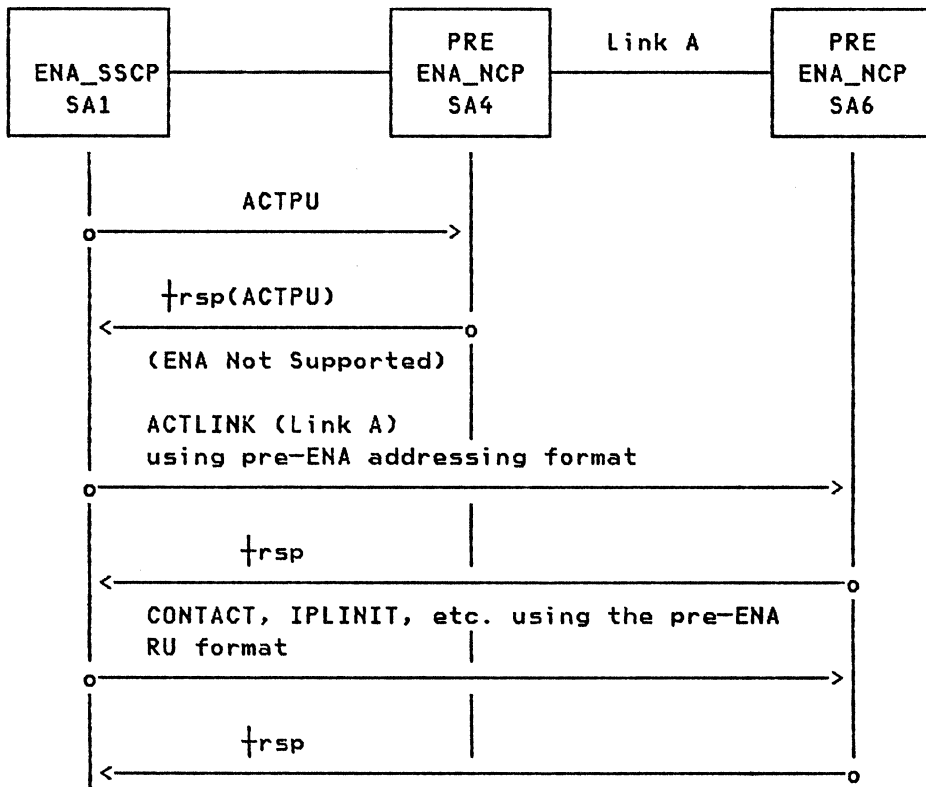 ENA_SSCP
SA1
PRE
ENA_NCP
SA4
Link A
PRE
ENA_NCP
SA6
ACTPU
+rsp(ACTPU)
(ENA Not Supported)
ACTLINK (Link A)
using pre-ENA addressing format
+rsp
CONTACT, IPLINIT, etc. using the pre-ENA
RU format
+rsp